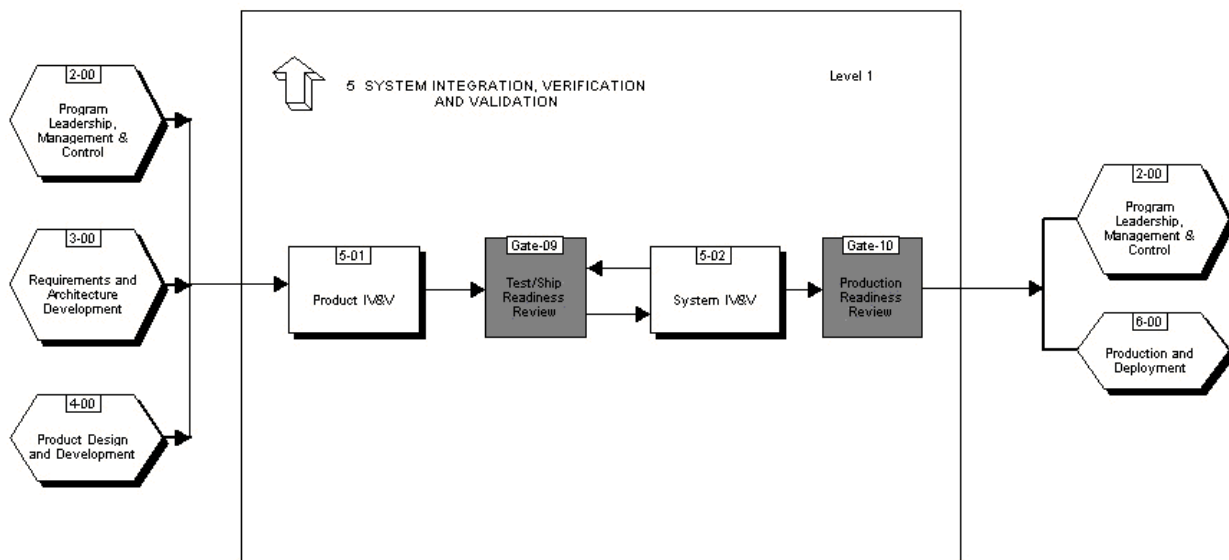 5 SYSTEM INTEGRATION, VERIFICATION
AND VALIDATION
Level 1
2-00
Program
Leadership,
Management &
Control
3-00
Requirements and
Architecture
Development
4-00
Product Design
and Development
5-01
Product IV&V
Gate-09
Test/Ship
Readiness
Review
5-02
System IV&V
Gate-10
Production
Readiness
Review
2-00
Program
Leadership,
Management &
Control
6-00
Production and
Deployment